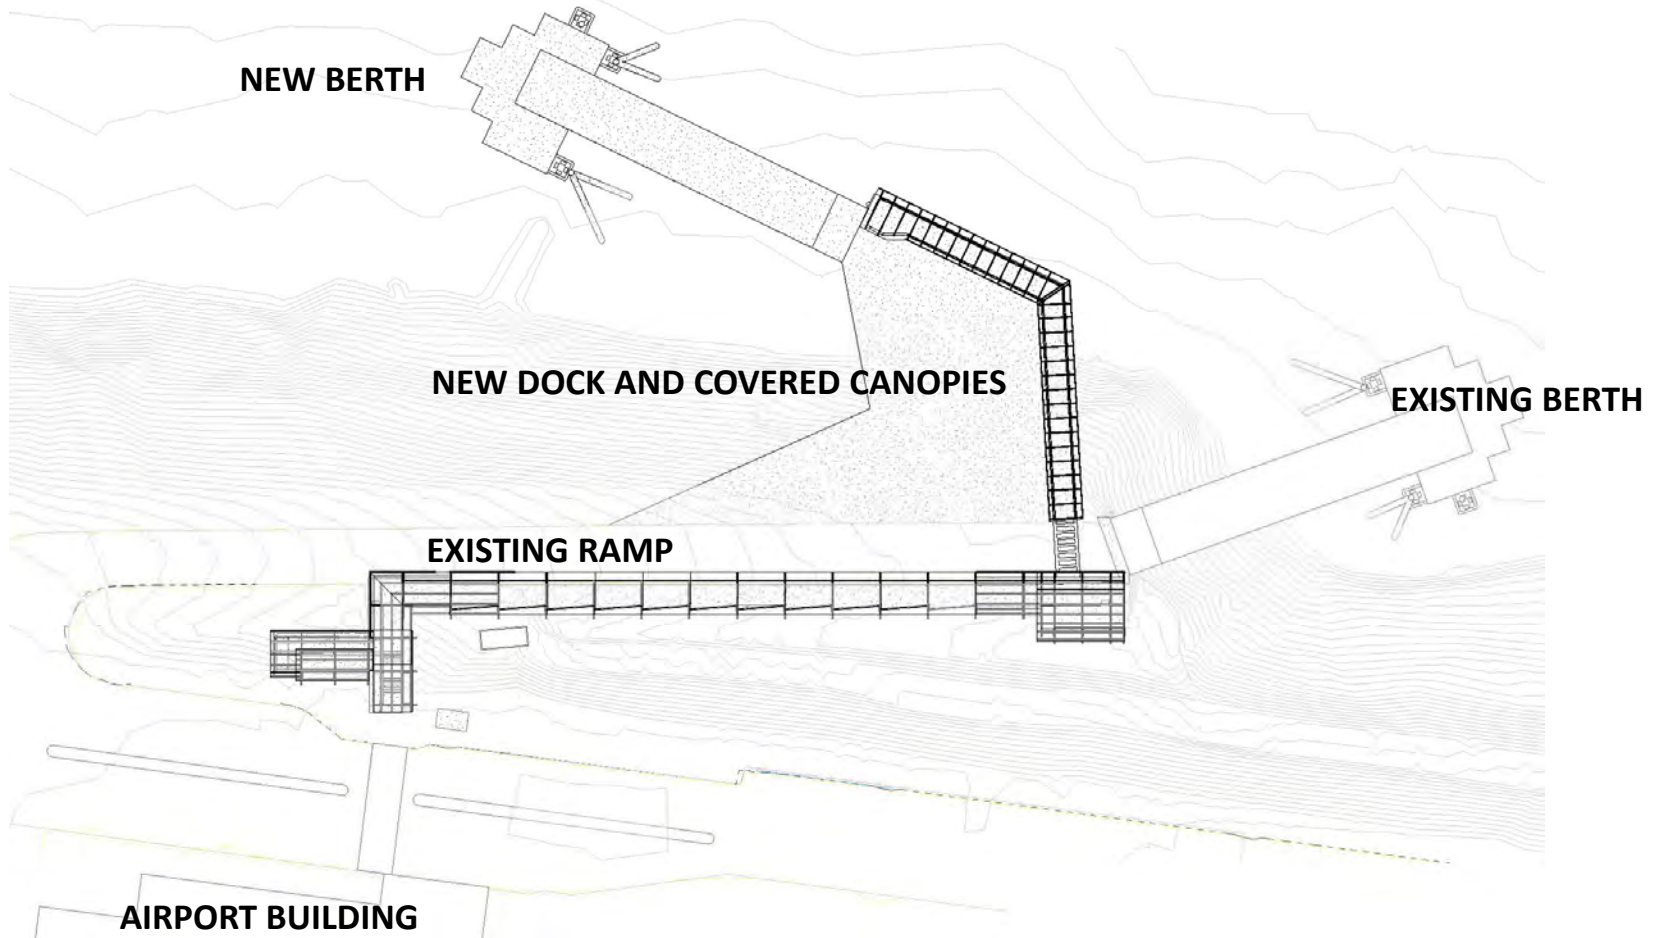 NEW BERTH
NEW DOCK AND COVERED CANOPIES
EXISTING BERTH
EXISTING RAMP
AIRPORT BUILDING